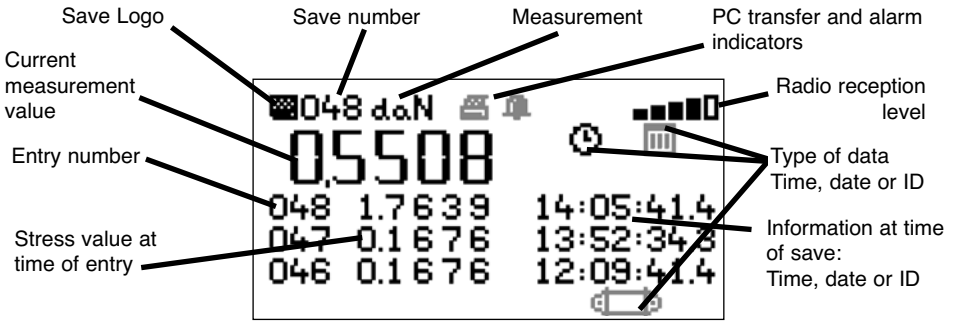 Save Logo
Save number
Measurement
PC transfer and alarm
indicators
Current
measurement
value
Radio reception
level
048 daN
0.5508
Entry number
Type of data
Time, date or ID
048 1.7639 14:05:41.4
047 0.1676 13:52:34.3
046 0.1676 12:09:41.4
Stress value at
time of entry
Information at time
of save:
Time, date or ID